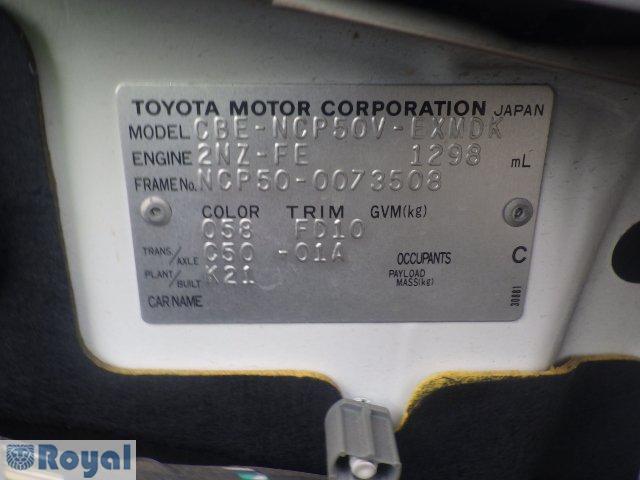 TOYOTA MOTOR CORPORATION JAPAN
MODEL CBE-NCP50V-EXMDK
ENGINE 2NZ-FE 1298 mL
FRAME No. NCP50-0073508
COLOR TRIM GVM(kg)
058 FD10
TRANS./AXLE C50 -01A OCCUPANTS C
PLANT/BUILT K21 PAYLOAD MASS(kg)
CAR NAME
30881
Royal